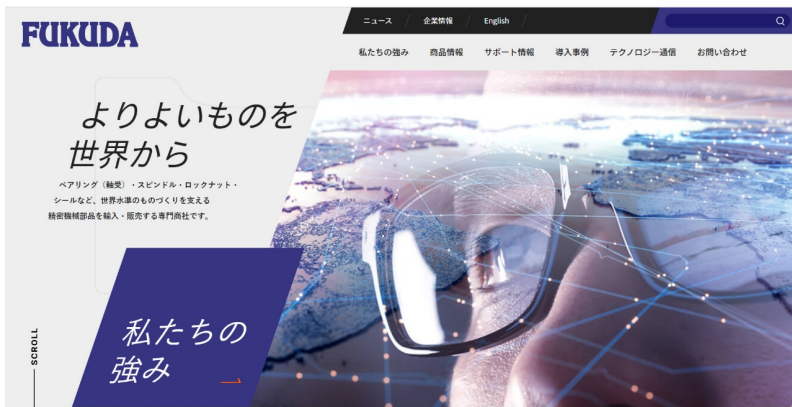 FUKUDA
ニュース
企業情報
English
私たちの強み
商品情報
サポート情報
導入事例
テクノロジー通信
お問い合わせ
よりよいものを
世界から
ベアリング（軸受）・スピンドル・ロックナット・
シールなど、世界水準のものづくりを支える
精密機械部品を輸入・販売する専門商社です。
私たちの
強み
SCROLL